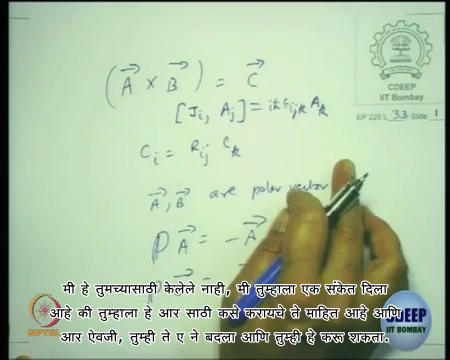 (A⃗ × B⃗) = C⃗
CDEEP
IIT Bombay
[Jᵢ, Aⱼ] = iħ εᵢⱼₖ Aₖ
EP 228 L 33 / Slide 1
Cᵢ = Rᵢⱼ Cₖ
A⃗, B⃗ are polar vector
P A⃗ = -A⃗
P
मी हे तुमच्यासाठी केलेले नाही, मी तुम्हाला एक संकेत दिला
आहे की तुम्हाला हे आर साठी कसे करायचे ते माहित आहे आणि
आर ऐवजी, तुम्ही ते ए ने बदला आणि तुम्ही हे करू शकता.
NPTEL
CDEEP
IIT BOMBAY